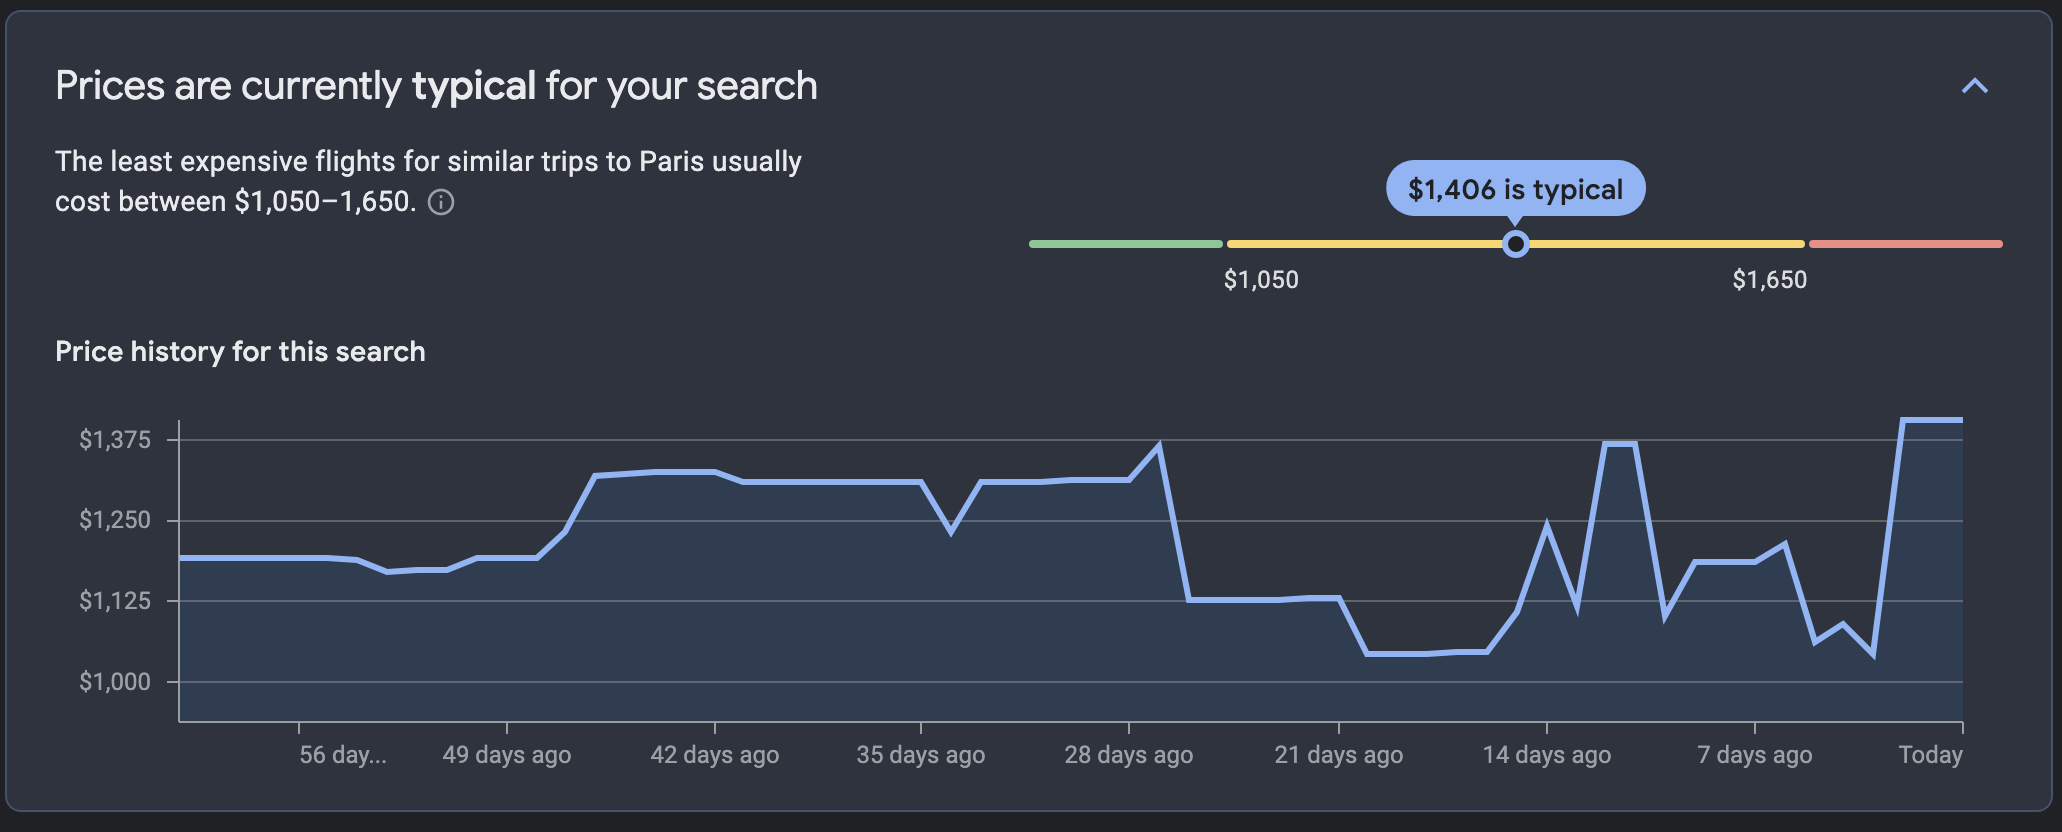 Prices are currently typical for your search
The least expensive flights for similar trips to Paris usually
cost between $1,050–1,650.
$1,406 is typical
$1,050
$1,650
Price history for this search
$1,375
$1,250
$1,125
$1,000
56 day...
49 days ago
42 days ago
35 days ago
28 days ago
21 days ago
14 days ago
7 days ago
Today